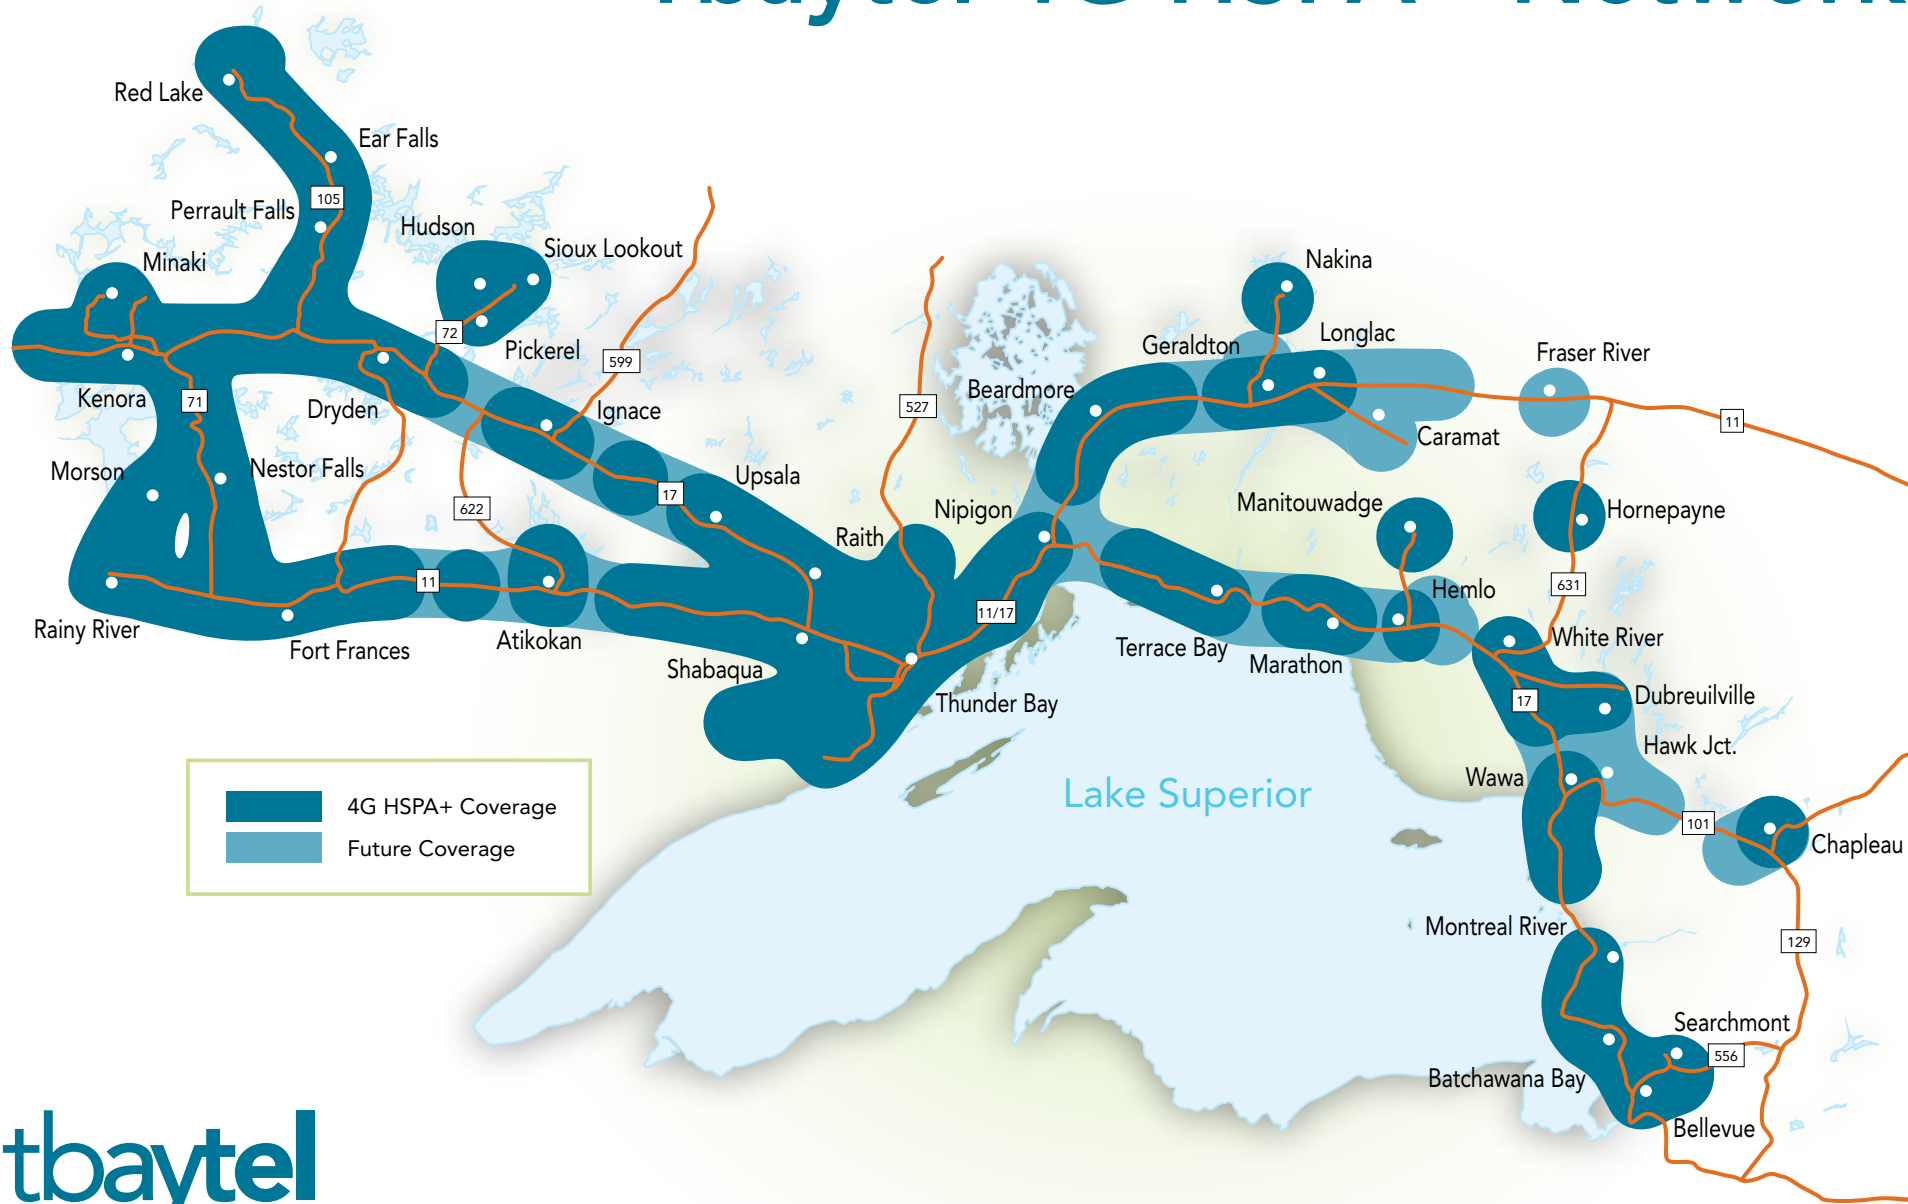 tbaytel 4G HSPA+ Network
Red Lake
Ear Falls
105
Perrault Falls
Hudson
Sioux Lookout
Minaki
Nakina
72
Pickerel
599
Geraldton
Longlac
Fraser River
Kenora
71
Dryden
Ignace
527
Beardmore
11
Caramat
Morson
Nestor Falls
17
Upsala
622
Nipigon
Manitouwadge
Hornepayne
Raith
11
631
Hemlo
11/17
Rainy River
Fort Frances
Atikokan
Terrace Bay
Marathon
White River
Shabaqua
Thunder Bay
17
Dubreuilville
Hawk Jct.
Wawa
Lake Superior
4G HSPA+ Coverage
Future Coverage
101
Chapleau
Montreal River
129
Searchmont
556
Batchawana Bay
Bellevue
tbaytel